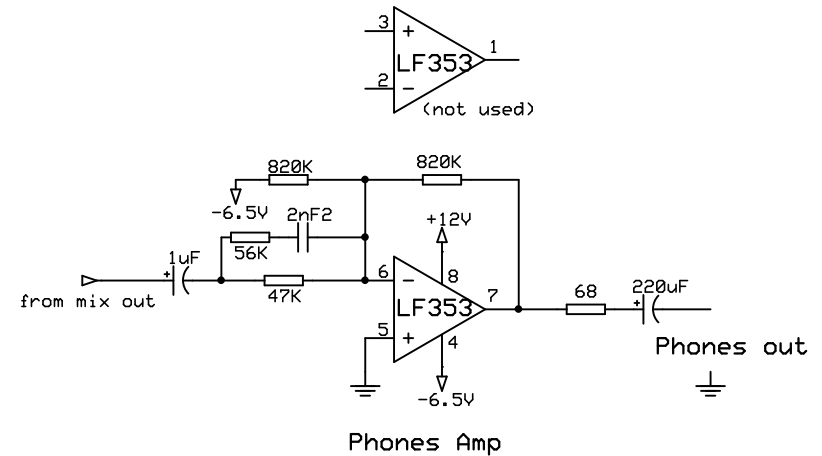 3
+
1
LF353
2
−
(not used)
820K
820K
-6.5V
2nF2
+12V
56K
1uF
+
6
−
8
47K
from mix out
LF353
7
68
220uF
+
5
+
4
Phones out
-6.5V
Phones Amp